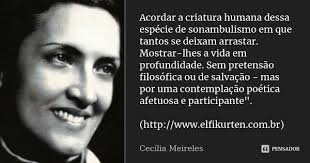 Acordar a criatura humana dessa
espécie de sonambulismo em que
tantos se deixam arrastar.
Mostrar-lhes a vida em
profundidade. Sem pretensão
filosófica ou de salvação - mas
por uma contemplação poética
afetuosa e participante".
(http://www.elfikurten.com.br)
Cecília Meireles
PENSADOR